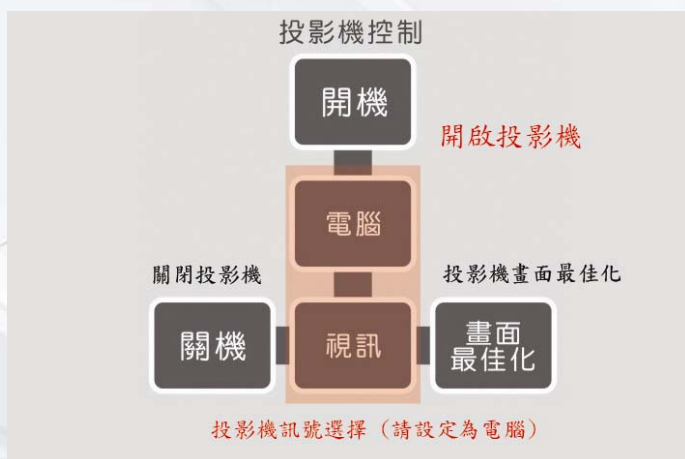 投影機控制
開機
開啟投影機
電腦
關閉投影機
投影機畫面最佳化
關機
視訊
畫面
最佳化
投影機訊號選擇（請設定為電腦）